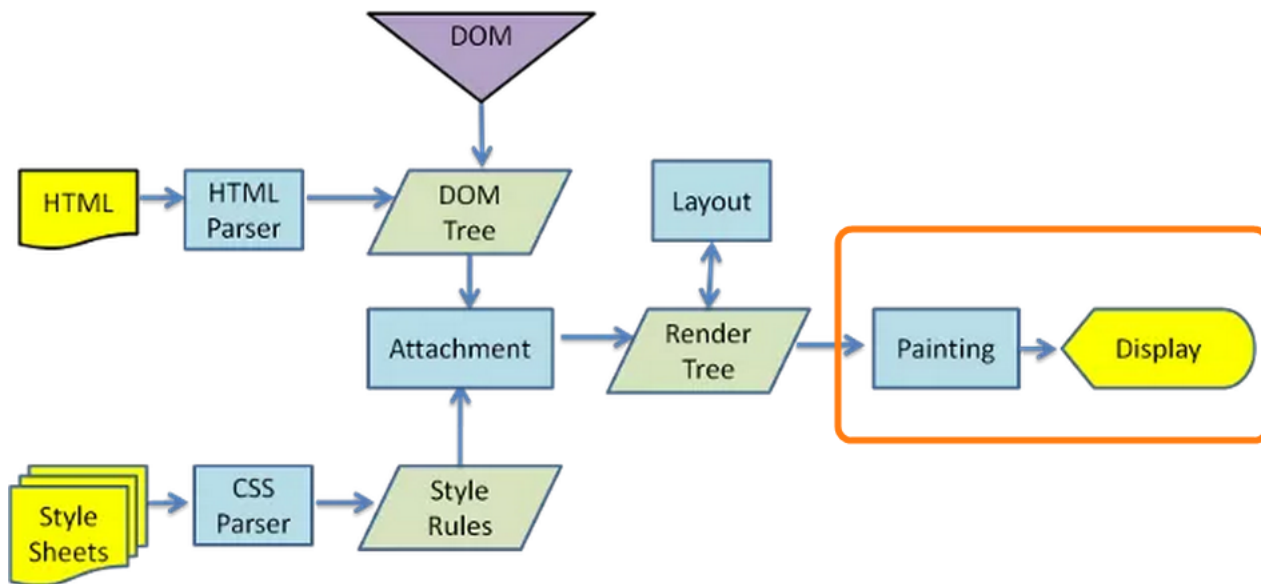 DOM
HTML
HTML
Parser
DOM
Tree
Layout
Attachment
Render
Tree
Painting
Display
Style
Sheets
CSS
Parser
Style
Rules